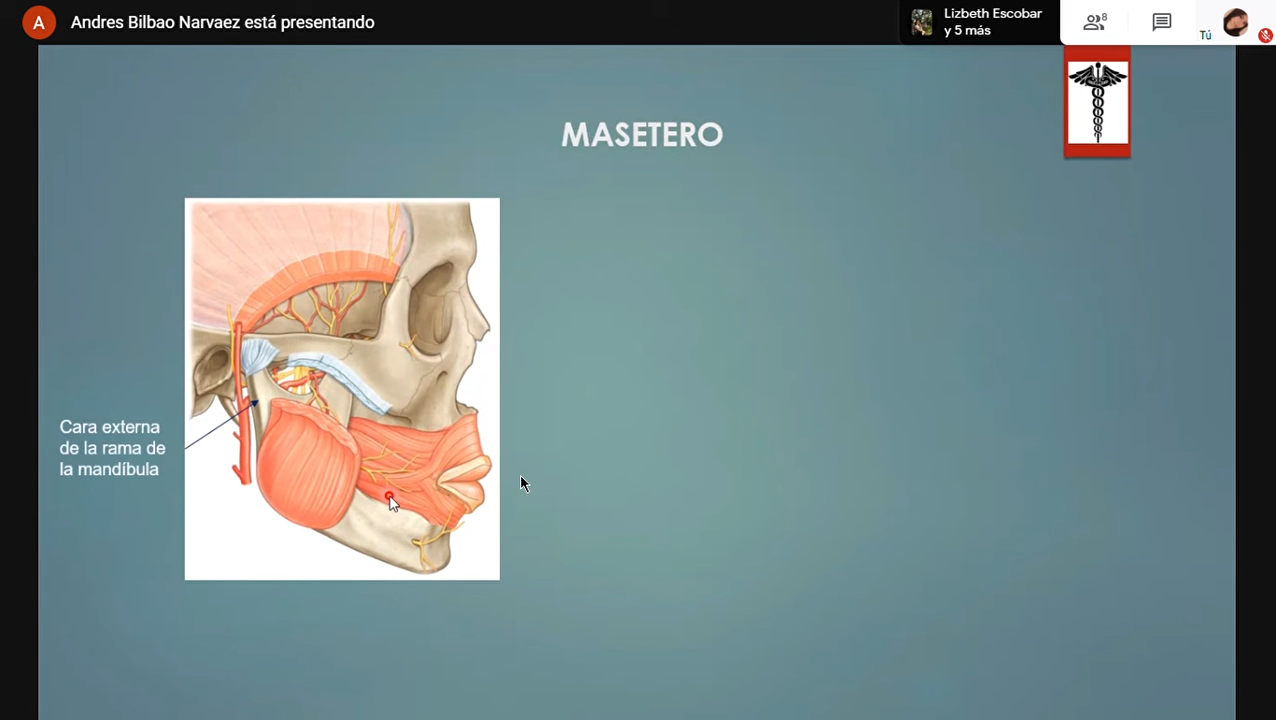 A
Andres Bilbao Narvaez está presentando
Lizbeth Escobar
y 5 más
8
Tú
MASETERO
Cara externa
de la rama de
la mandíbula